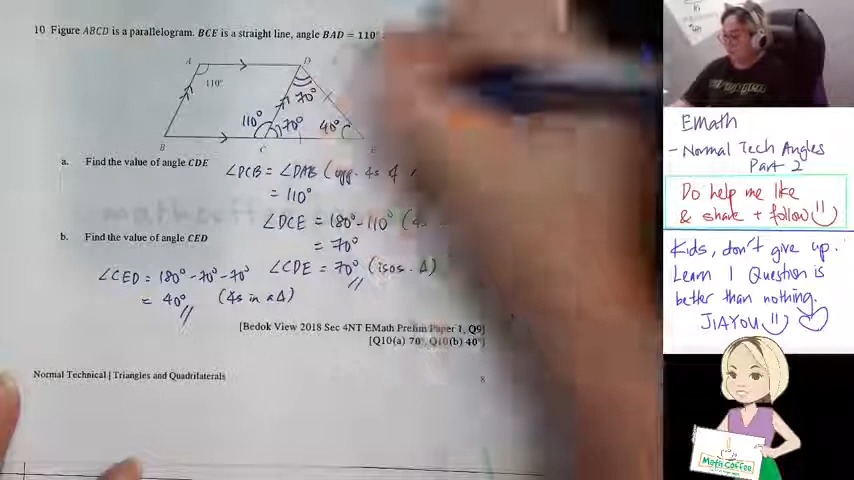 10 Figure ABCD is a parallelogram. BCE is a straight line, angle BAD = 110°
A
D
110°
70°
110°
70°
40°
B
C
E
a. Find the value of angle CDE
∠DCB = ∠DAB (opp. ∠s of
= 110°
∠DCE = 180° - 110°
= 70°
∠CDE = 70° (isos. Δ)
b. Find the value of angle CED
∠CED = 180° - 70° - 70°
= 40° (∠s in a Δ)
[Bedok View 2018 Sec 4NT EMath Prelim Paper 1, Q9]
[Q10(a) 70°, Q10(b) 40°]
Normal Technical | Triangles and Quadrilaterals
8
EMath
- Normal Tech Angles
Part 2
Do help me like
& share + follow
Kids, don't give up.
Learn 1 Question is
better than nothing.
JIAYOU
Math Coffee